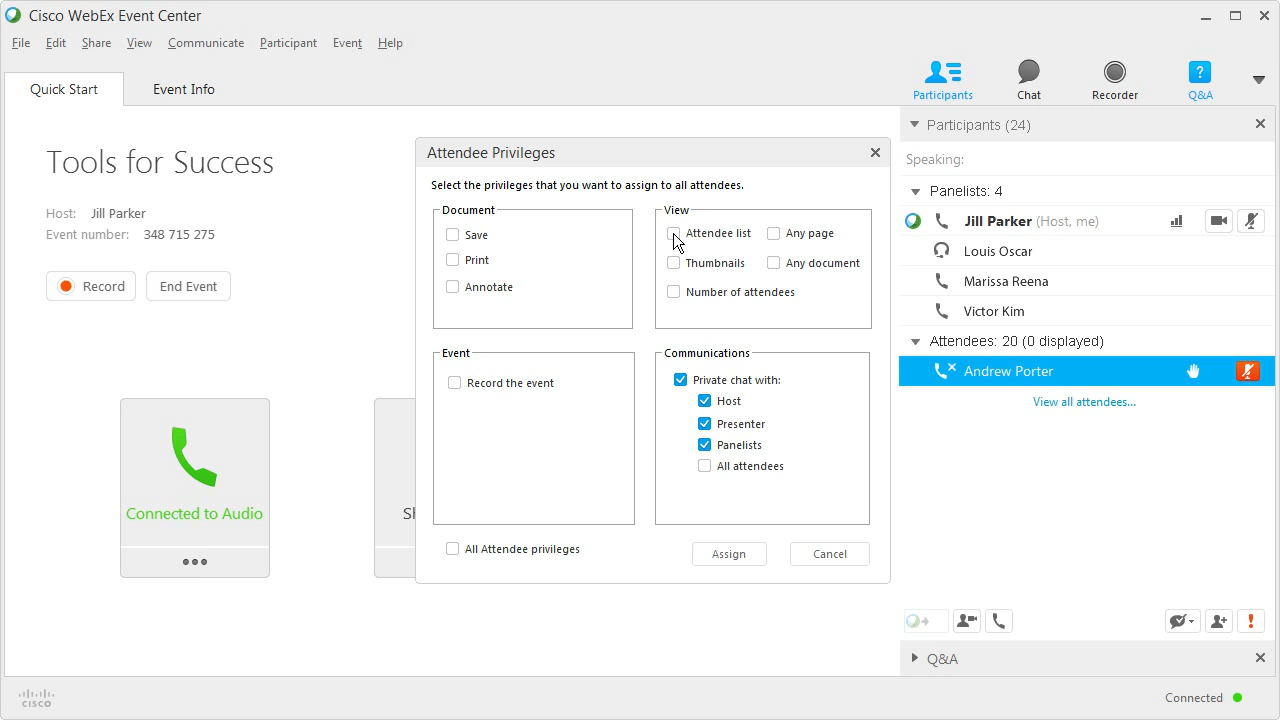 Cisco WebEx Event Center
File Edit Share View Communicate Participant Event Help
Participants Chat Recorder Q&A
Quick Start Event Info
Tools for Success
Host: Jill Parker
Event number: 348 715 275
Record End Event
Connected to Audio
Sh
Attendee Privileges
Select the privileges that you want to assign to all attendees.
Document
Save
Print
Annotate
View
Attendee list Any page
Thumbnails Any document
Number of attendees
Event
Record the event
Communications
Private chat with:
Host
Presenter
Panelists
All attendees
All Attendee privileges
Assign Cancel
Participants (24)
Speaking:
Panelists: 4
Jill Parker (Host, me)
Louis Oscar
Marissa Reena
Victor Kim
Attendees: 20 (0 displayed)
Andrew Porter
View all attendees...
Q&A
CISCO
Connected